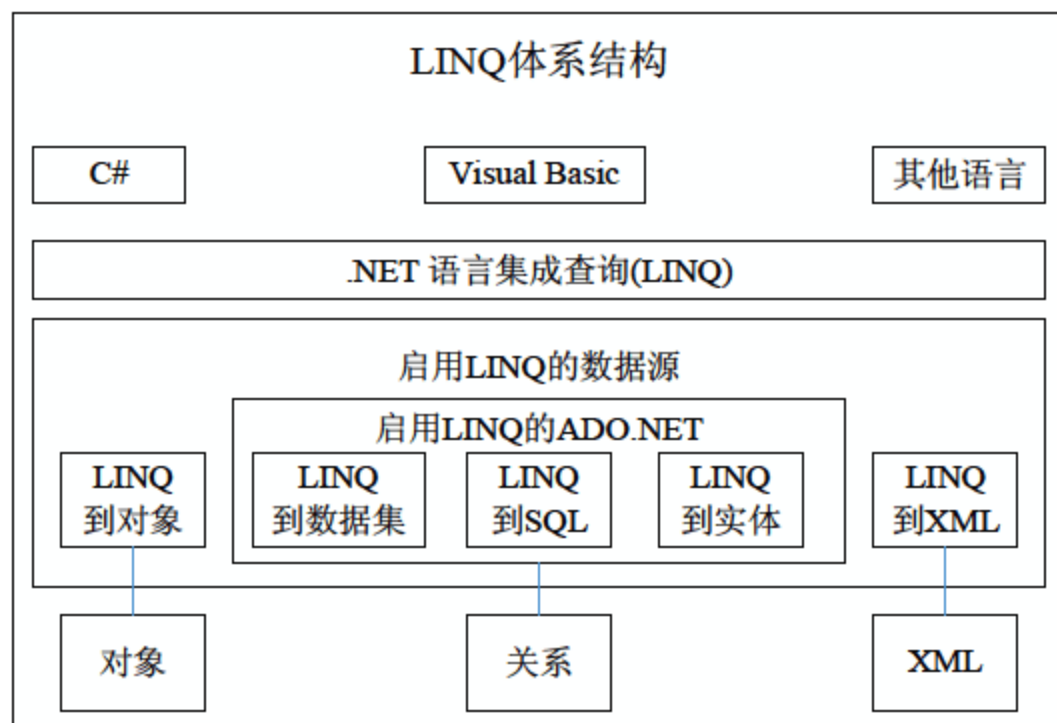 LINQ体系结构
C#
Visual Basic
其他语言
.NET 语言集成查询(LINQ)
启用LINQ的数据源
启用LINQ的ADO.NET
LINQ
到对象
LINQ
到数据集
LINQ
到SQL
LINQ
到实体
LINQ
到XML
对象
关系
XML